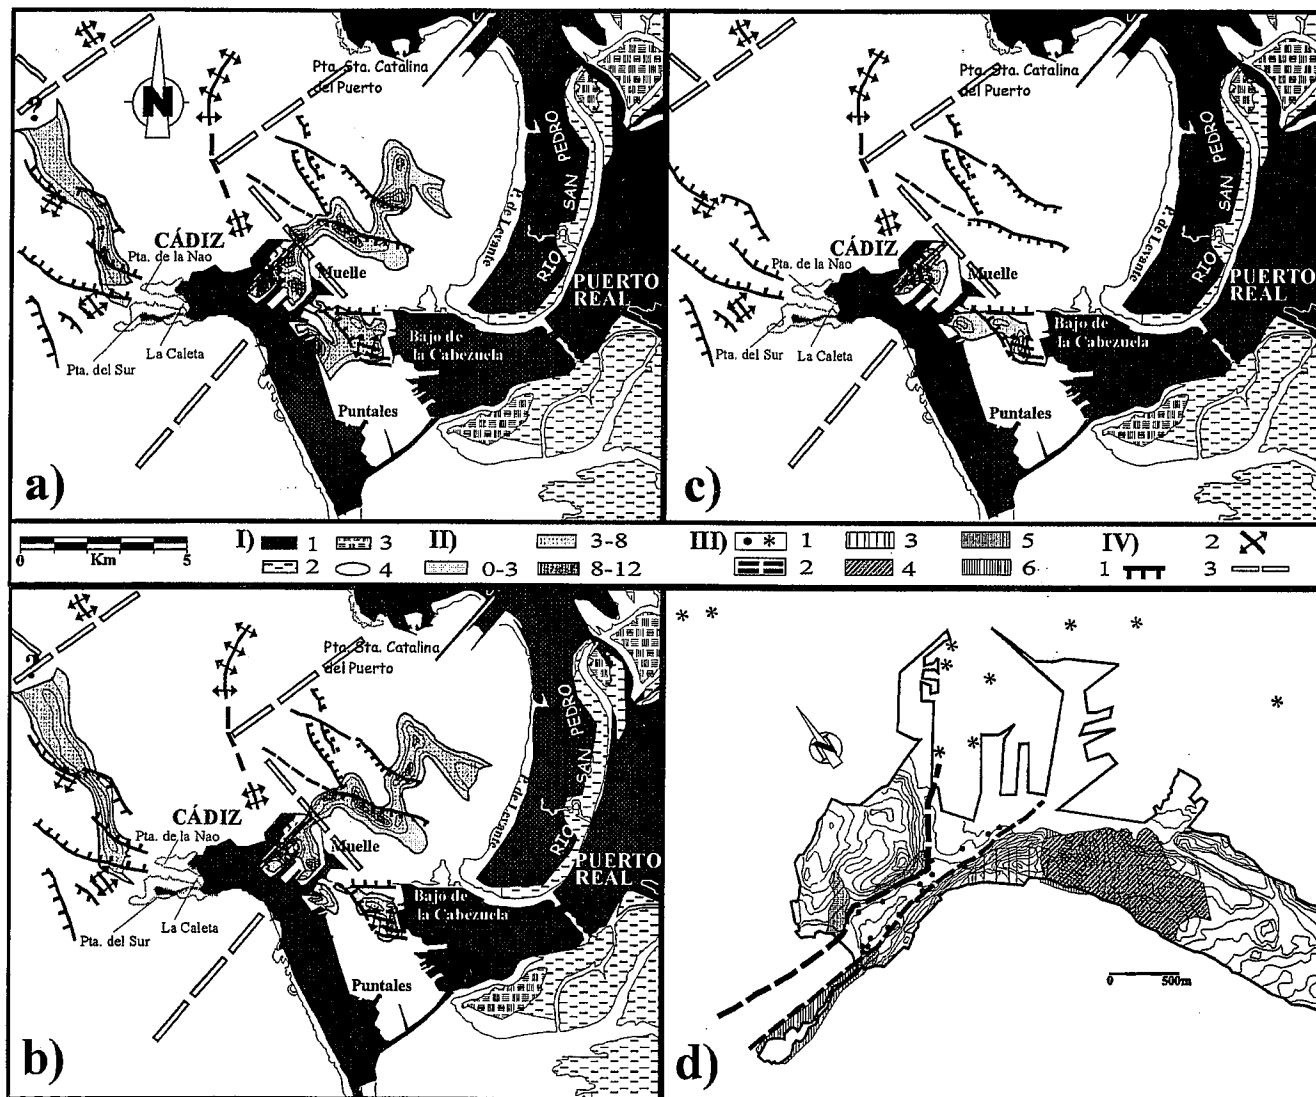 ?
N
Pta. Sta. Catalina
del Puerto
RIO SAN PEDRO
P. de Levante
CÁDIZ
Pta. de la Nao
Muelle
PUERTO
REAL
Bajo de
la Cabezuela
La Caleta
Pta. del Sur
Puntales
a)
Pta. Sta. Catalina
del Puerto
RIO SAN PEDRO
P. de Levante
CÁDIZ
Pta. de la Nao
Muelle
PUERTO
REAL
Bajo de
la Cabezuela
La Caleta
Pta. del Sur
Puntales
c)
0 Km 5
I) 1 3 II) 3-8 III) 1 3 5 IV) 2
2 4 0-3 8-12 2 4 6 1 3
?
Pta. Sta. Catalina
del Puerto
RIO SAN PEDRO
P. de Levante
CÁDIZ
Pta. de la Nao
Muelle
PUERTO
REAL
Bajo de
la Cabezuela
La Caleta
Pta. del Sur
Puntales
b)
N
0 500m
d)